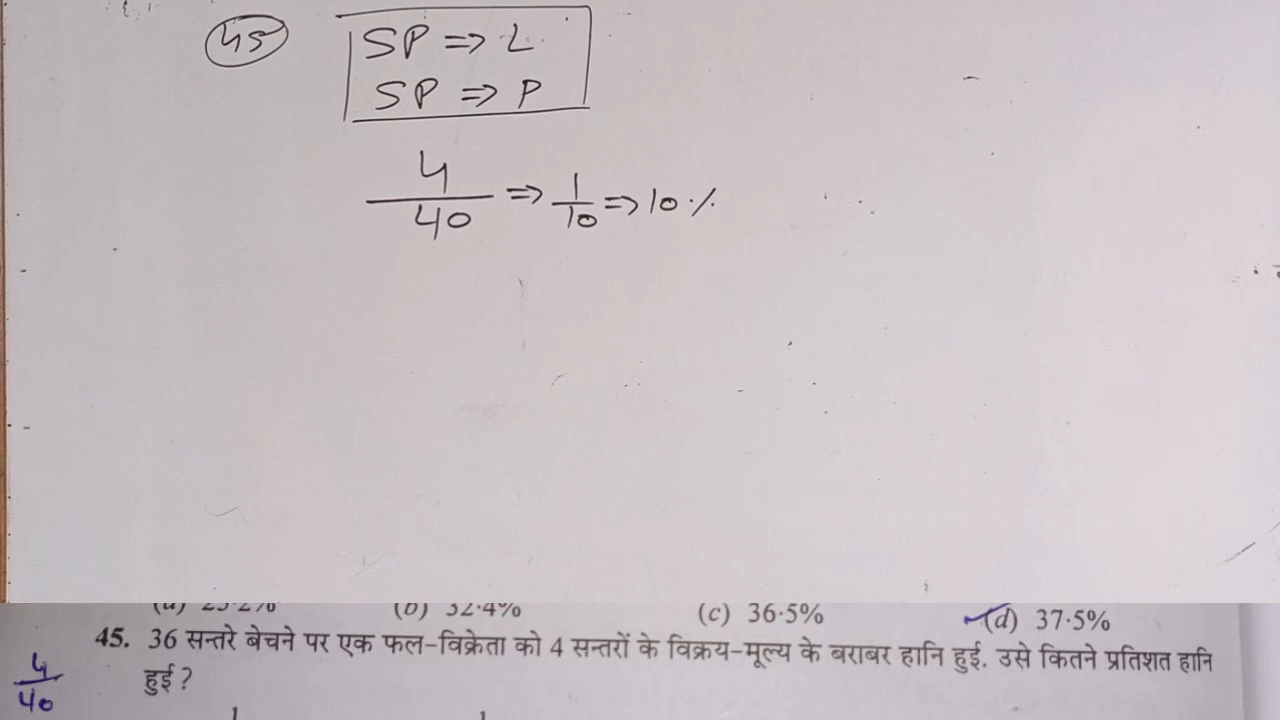 45
SP ⇒ L
SP ⇒ P
4/40 ⇒ 1/10 ⇒ 10%
(b) 32·4% (c) 36·5% (d) 37·5%
45. 36 सन्तरे बेचने पर एक फल-विक्रेता को 4 सन्तरों के विक्रय-मूल्य के बराबर हानि हुई. उसे कितने प्रतिशत हानि
हुई ?
4/40